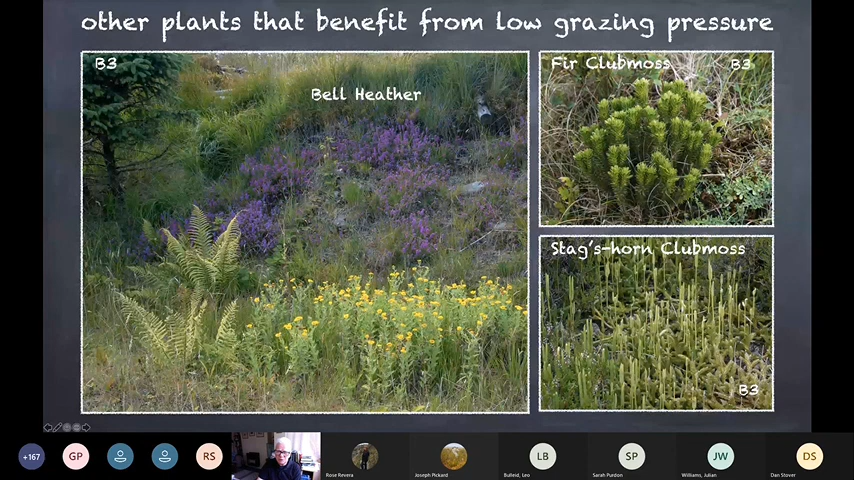 other plants that benefit from low grazing pressure
B3
Bell Heather
Fir Clubmoss
B3
Stag's-horn Clubmoss
B3
+167
GP
RS
Rose Revera
Joseph Pickard
LB
Bulleid, Leo
SP
Sarah Purdon
JW
Williams, Julian
DS
Dan Stover